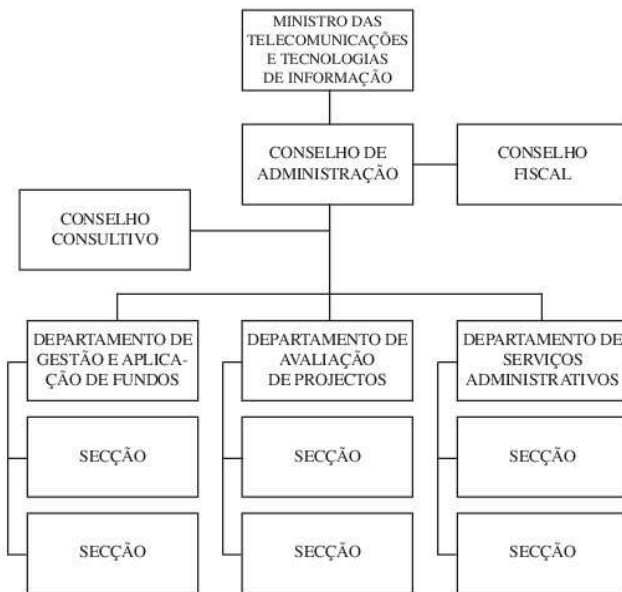 MINISTRO DAS
TELECOMUNICAÇÕES
E TECNOLOGIAS
DE INFORMAÇÃO
CONSELHO DE
ADMINISTRAÇÃO
CONSELHO
FISCAL
CONSELHO
CONSULTIVO
DEPARTAMENTO DE
GESTÃO E APLICA-
ÇÃO DE FUNDOS
DEPARTAMENTO DE
AVALIAÇÃO
DE PROJECTOS
DEPARTAMENTO DE
SERVIÇOS
ADMINISTRATIVOS
SECÇÃO
SECÇÃO
SECÇÃO
SECÇÃO
SECÇÃO
SECÇÃO